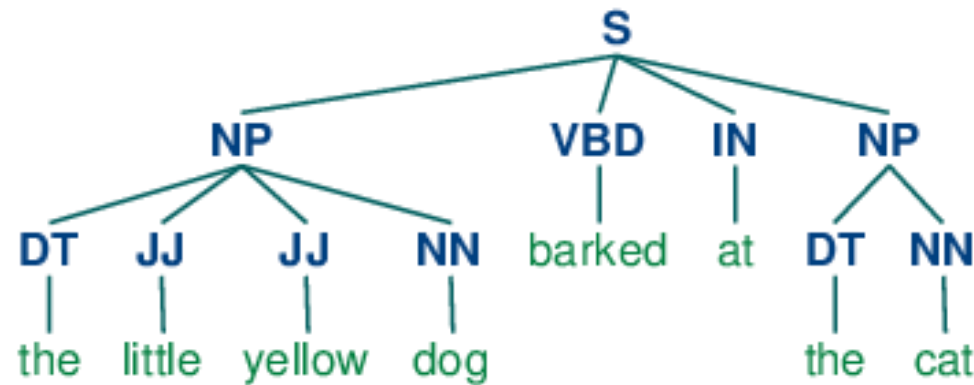 S
NP VBD IN NP
DT JJ JJ NN barked at DT NN
the little yellow dog the cat